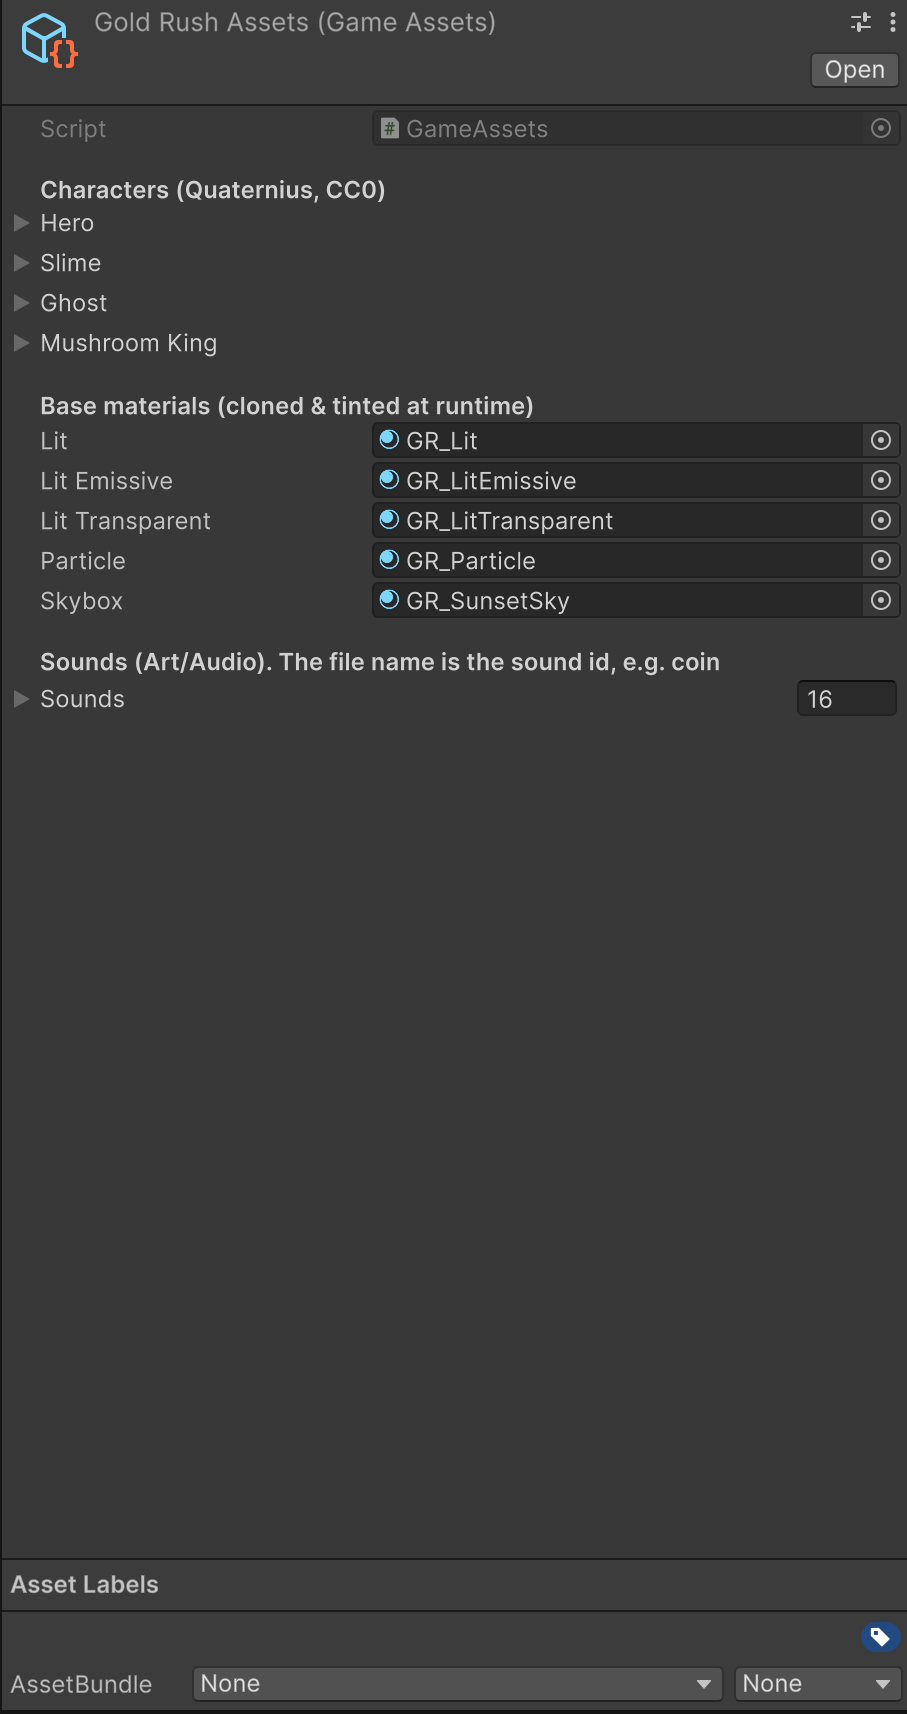 Gold Rush Assets (Game Assets)
Open
Script # GameAssets
Characters (Quaternius, CC0)
Hero
Slime
Ghost
Mushroom King
Base materials (cloned & tinted at runtime)
Lit GR_Lit
Lit Emissive GR_LitEmissive
Lit Transparent GR_LitTransparent
Particle GR_Particle
Skybox GR_SunsetSky
Sounds (Art/Audio). The file name is the sound id, e.g. coin
Sounds 16
Asset Labels
AssetBundle None None